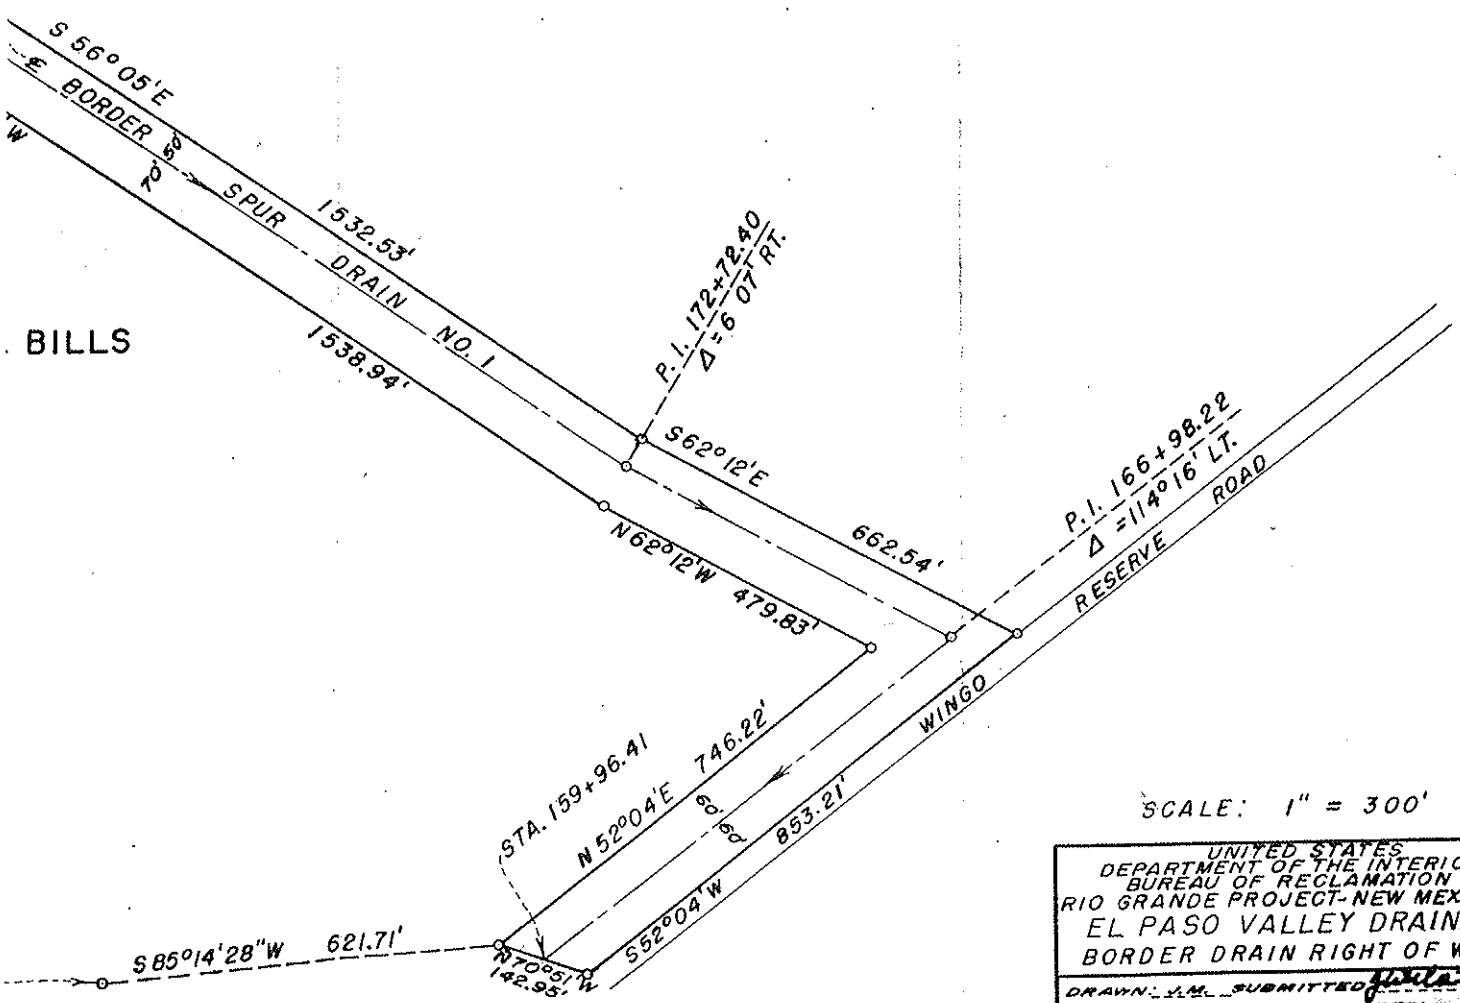 S 56°05'E
℄ BORDER SPUR DRAIN NO. 1
W
70' 50'
1532.53'
1538.94'
BILLS
P. I. 172+72.40
Δ = 6 07' RT.
S62°12'E 662.54'
N62°12'W 479.83'
P. I. 166+98.22
Δ =114°16' LT.
WINGO RESERVE ROAD
STA. 159+96.41
N 52°04'E 746.22'
60' 60'
S52°04'W 853.21'
S85°14'28"W 621.71'
N70°51'W
142.95'
SCALE: 1" = 300'
UNITED STATES
DEPARTMENT OF THE INTERIO
BUREAU OF RECLAMATION
RIO GRANDE PROJECT-NEW MEX
EL PASO VALLEY DRAIN
BORDER DRAIN RIGHT OF W
DRAWN: J.M. SUBMITTED